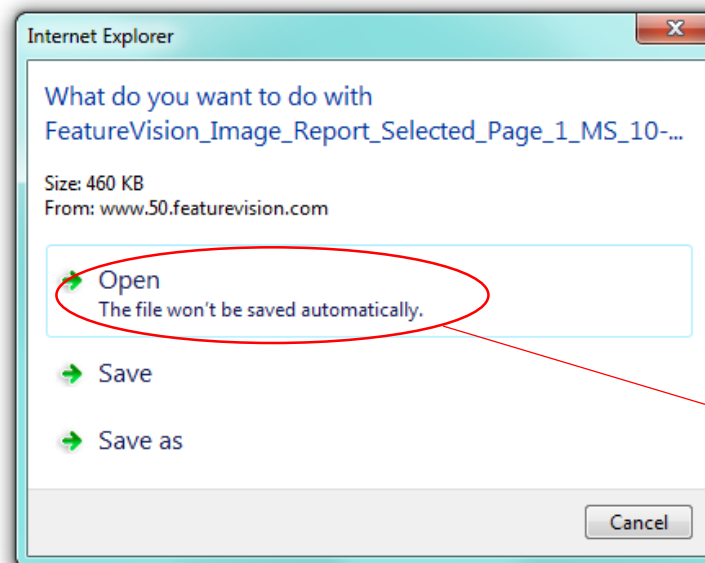 Internet Explorer
What do you want to do with
FeatureVision_Image_Report_Selected_Page_1_MS_10-...
Size: 460 KB
From: www.50.featurevision.com
Open
The file won't be saved automatically.
Save
Save as
Cancel